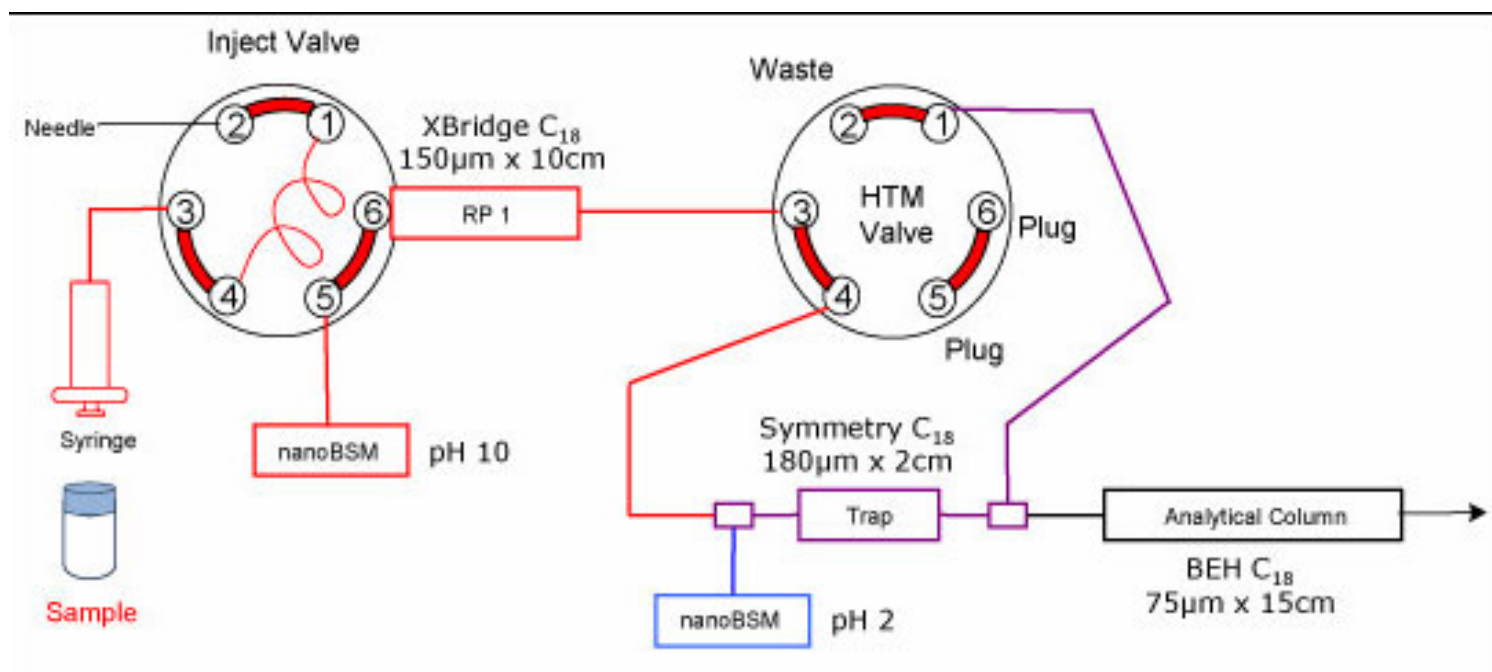 Inject Valve
Waste
Needle
2
1
XBridge C₁₈
150µm x 10cm
3
6
RP 1
4
5
2
1
3
HTM
Valve
6
Plug
4
5
Plug
Syringe
nanoBSM
pH 10
Symmetry C₁₈
180µm x 2cm
Trap
Analytical Column
BEH C₁₈
75µm x 15cm
Sample
nanoBSM
pH 2